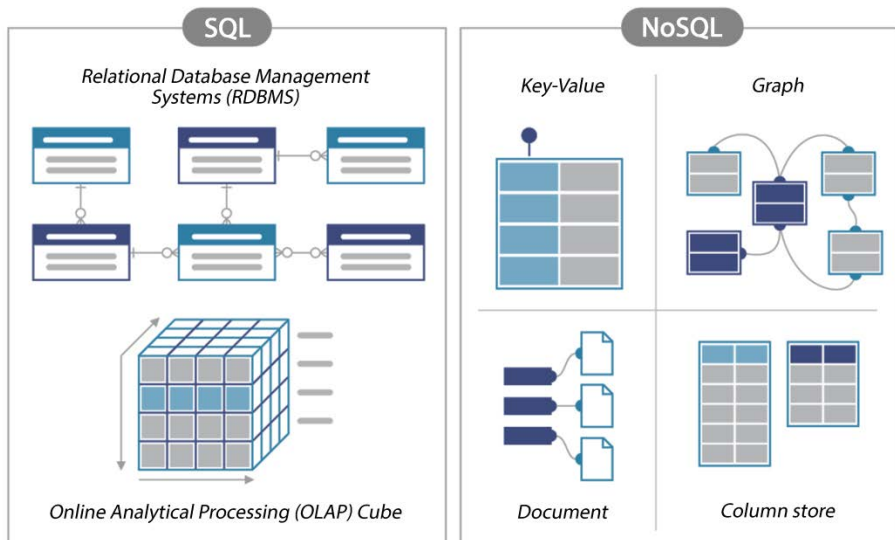 SQL
Relational Database Management
Systems (RDBMS)
Online Analytical Processing (OLAP) Cube
NoSQL
Key-Value
Graph
Document
Column store